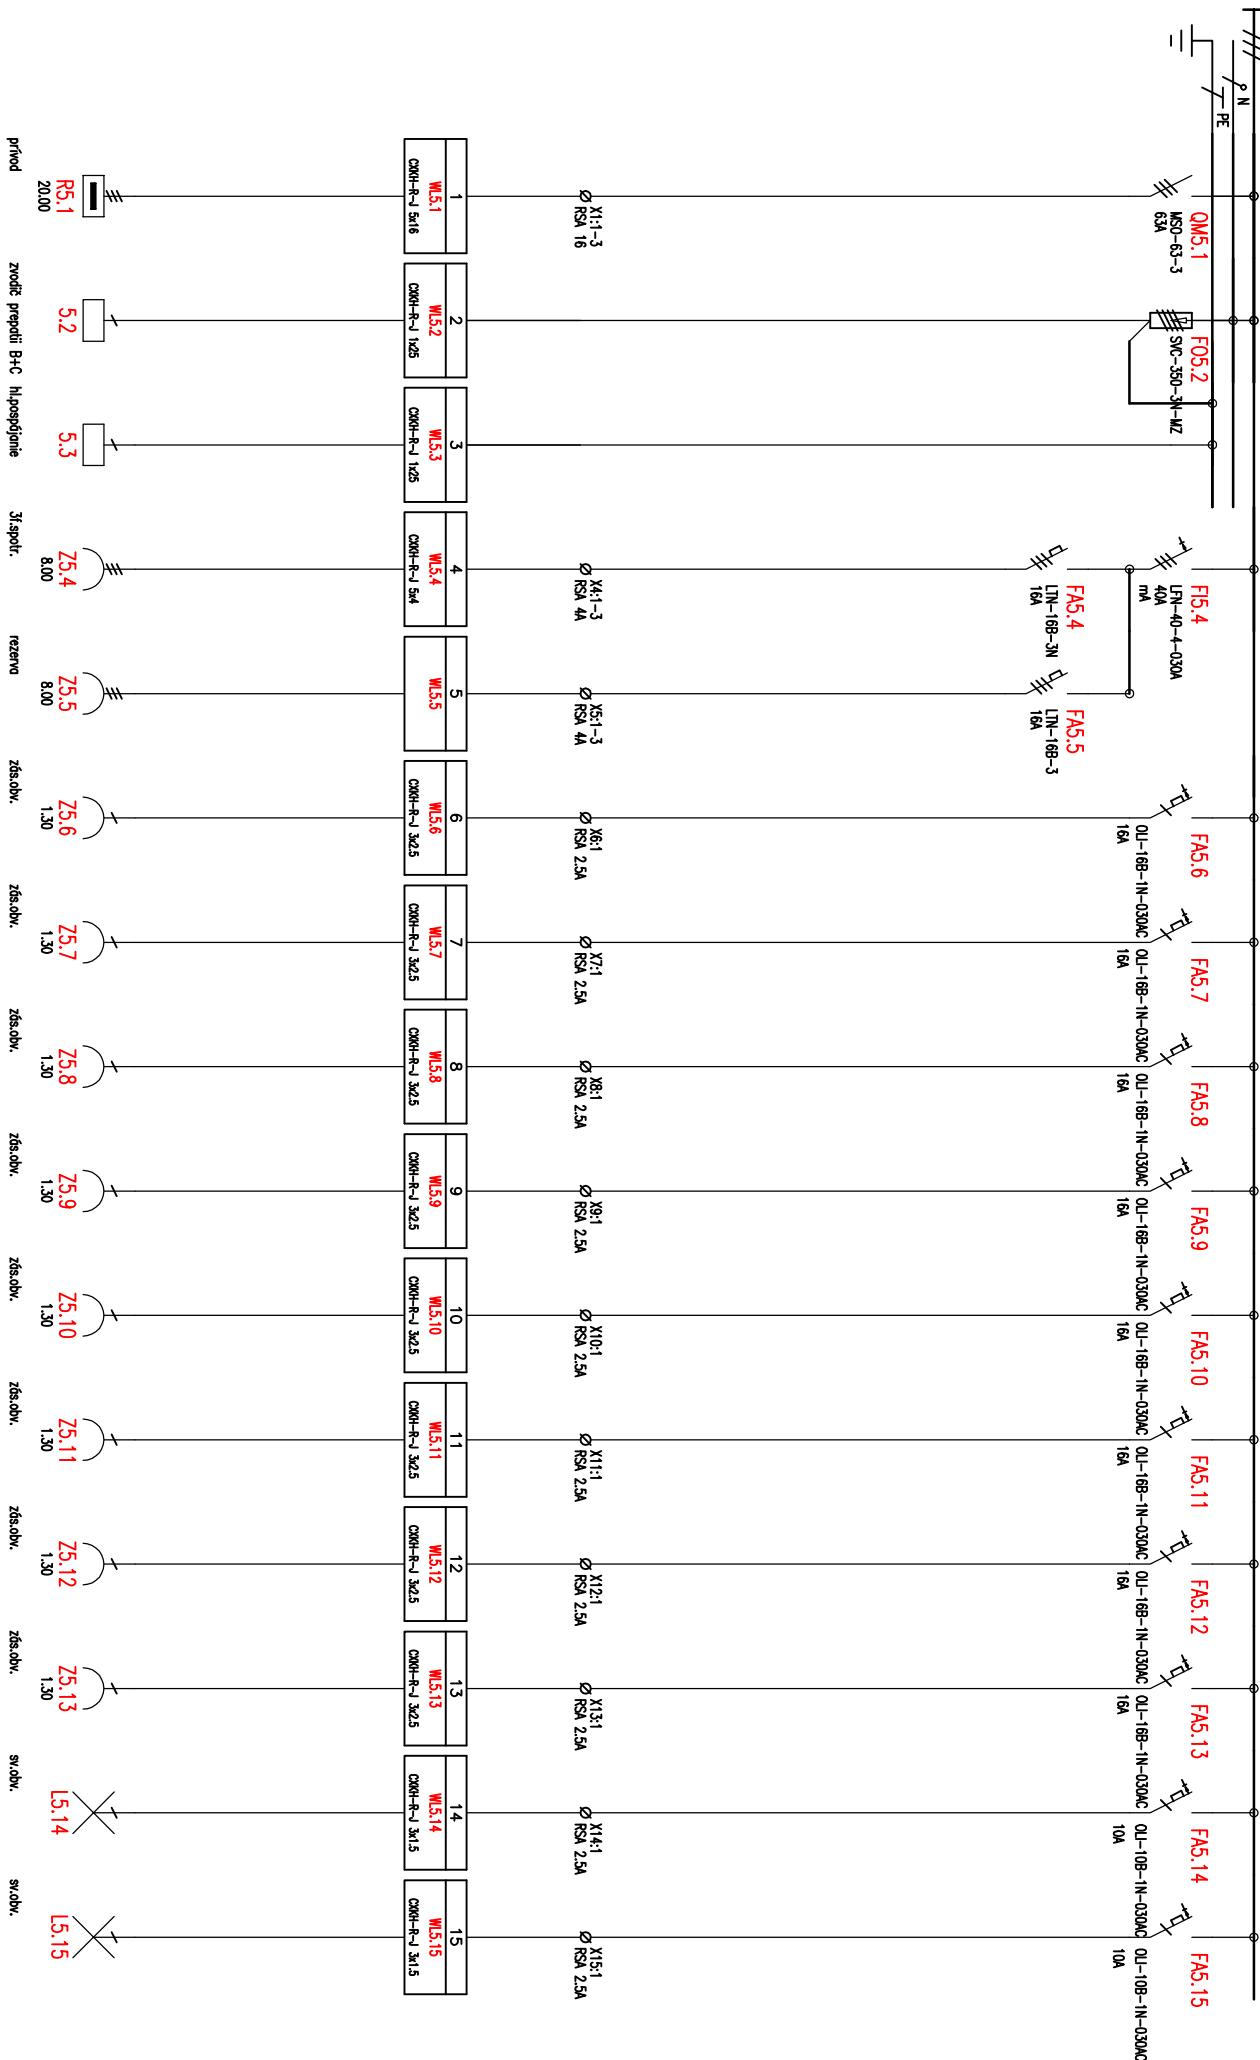 N
PE
QM5.1
MSO-63-3
63A
FO5.2
SVC-350-3N-MZ
FI5.4
LFN-40-4-030A
40A
mA
FA5.4
LTN-16B-3N
16A
FA5.5
LTN-16B-3
16A
FA5.6
OLI-16B-1N-030AC
16A
FA5.7
OLI-16B-1N-030AC
16A
FA5.8
OLI-16B-1N-030AC
16A
FA5.9
OLI-16B-1N-030AC
16A
FA5.10
OLI-16B-1N-030AC
16A
FA5.11
OLI-16B-1N-030AC
16A
FA5.12
OLI-16B-1N-030AC
16A
FA5.13
OLI-16B-1N-030AC
16A
FA5.14
OLI-10B-1N-030AC
10A
FA5.15
OLI-10B-1N-030AC
10A
X1:1-3
RSA 16
X4:1-3
RSA 4A
X5:1-3
RSA 4A
X6:1
RSA 2.5A
X7:1
RSA 2.5A
X8:1
RSA 2.5A
X9:1
RSA 2.5A
X10:1
RSA 2.5A
X11:1
RSA 2.5A
X12:1
RSA 2.5A
X13:1
RSA 2.5A
X14:1
RSA 2.5A
X15:1
RSA 2.5A
1
WL5.1
CXKH-R-J 5x16
2
WL5.2
CXKH-R-J 1x25
3
WL5.3
CXKH-R-J 1x25
4
WL5.4
CXKH-R-J 5x4
5
WL5.5
6
WL5.6
CXKH-R-J 3x2.5
7
WL5.7
CXKH-R-J 3x2.5
8
WL5.8
CXKH-R-J 3x2.5
9
WL5.9
CXKH-R-J 3x2.5
10
WL5.10
CXKH-R-J 3x2.5
11
WL5.11
CXKH-R-J 3x2.5
12
WL5.12
CXKH-R-J 3x2.5
13
WL5.13
CXKH-R-J 3x2.5
14
WL5.14
CXKH-R-J 3x1.5
15
WL5.15
CXKH-R-J 3x1.5
R5.1
20.00
prívod
5.2
zvodič prepatii B+C
5.3
hl.pospájanie
Z5.4
8.00
3f.spotr.
Z5.5
8.00
rezerva
Z5.6
1.30
zás.obv.
Z5.7
1.30
zás.obv.
Z5.8
1.30
zás.obv.
Z5.9
1.30
zás.obv.
Z5.10
1.30
zás.obv.
Z5.11
1.30
zás.obv.
Z5.12
1.30
zás.obv.
Z5.13
1.30
zás.obv.
L5.14
sv.obv.
L5.15
sv.obv.